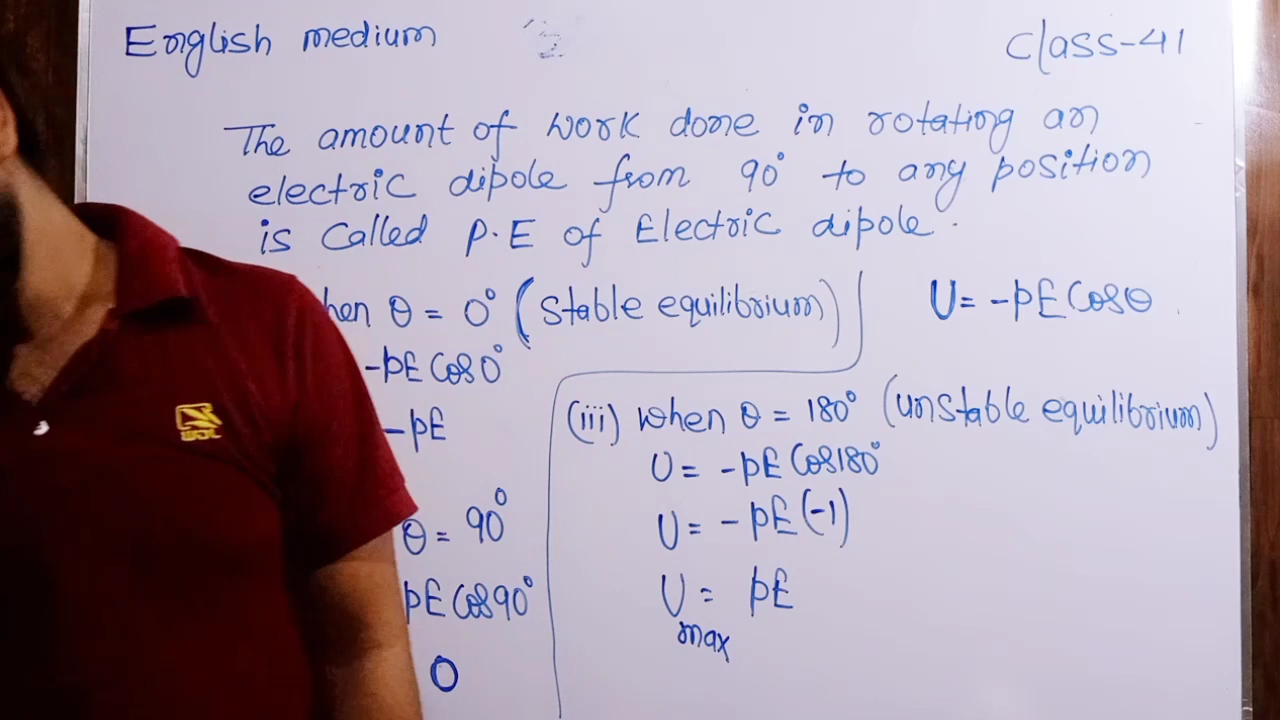 English medium
Class-41
The amount of work done in rotating an
electric dipole from 90° to any position
is called P.E of Electric dipole.
hen θ = 0° (stable equilibrium)
U = -pE Cosθ
-pE Cos0°
-pE
θ = 90°
pE Cos90°
0
(iii) when θ = 180° (unstable equilibrium)
U = -pE Cos180°
U = -pE(-1)
U = pE
max